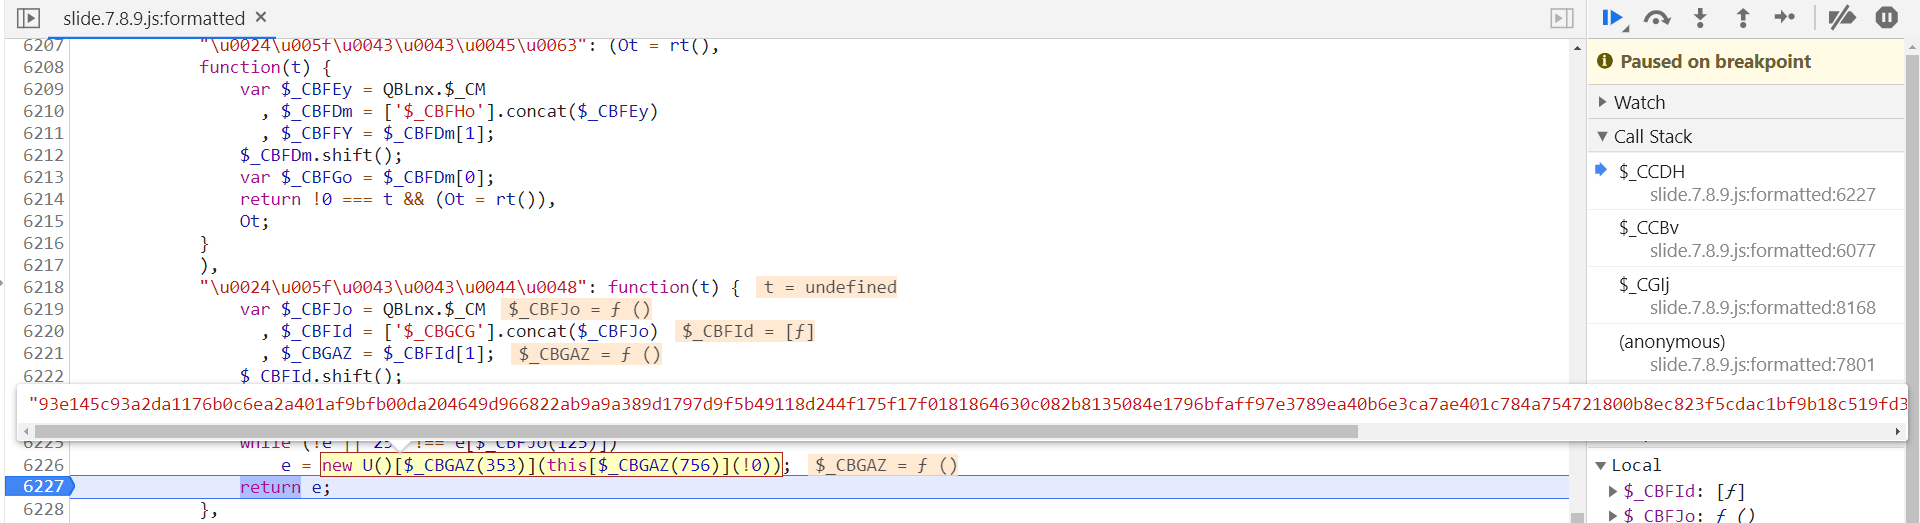 slide.7.8.9.js:formatted ×
6207 "\u0024\u005f\u0043\u0043\u0045\u0063": (Ot = rt(),
6208 function(t) {
6209 var $_CBFEy = QBLnx.$_CM
6210 , $_CBFDm = ['$_CBFHo'].concat($_CBFEy)
6211 , $_CBFFY = $_CBFDm[1];
6212 $_CBFDm.shift();
6213 var $_CBFGo = $_CBFDm[0];
6214 return !0 === t && (Ot = rt()),
6215 Ot;
6216 }
6217 ),
6218 "\u0024\u005f\u0043\u0043\u0044\u0048": function(t) { t = undefined
6219 var $_CBFJo = QBLnx.$_CM $_CBFJo = ƒ ()
6220 , $_CBFId = ['$_CBGCG'].concat($_CBFJo) $_CBFId = [ƒ]
6221 , $_CBGAZ = $_CBFId[1]; $_CBGAZ = ƒ ()
6222 $_CBFId.shift();
"93e145c93a2da1176b0c6ea2a401af9bfb00da204649d966822ab9a9a389d1797d9f5b49118d244f175f17f0181864630c082b8135084e1796bfaff97e3789ea40b6e3ca7ae401c784a754721800b8ec823f5cdac1bf9b18c519fd3
6225 while (!e || 25 !== e[$_CBFJo(125)])
6226 e = new U()[$_CBGAZ(353)](this[$_CBGAZ(756)](!0)); $_CBGAZ = ƒ ()
6227 return e;
6228 },
Paused on breakpoint
Watch
Call Stack
$_CCDH
slide.7.8.9.js:formatted:6227
$_CCBv
slide.7.8.9.js:formatted:6077
$_CGIj
slide.7.8.9.js:formatted:8168
(anonymous)
slide.7.8.9.js:formatted:7801
Local
$_CBFId: [ƒ]
$_CBFJo: ƒ ()